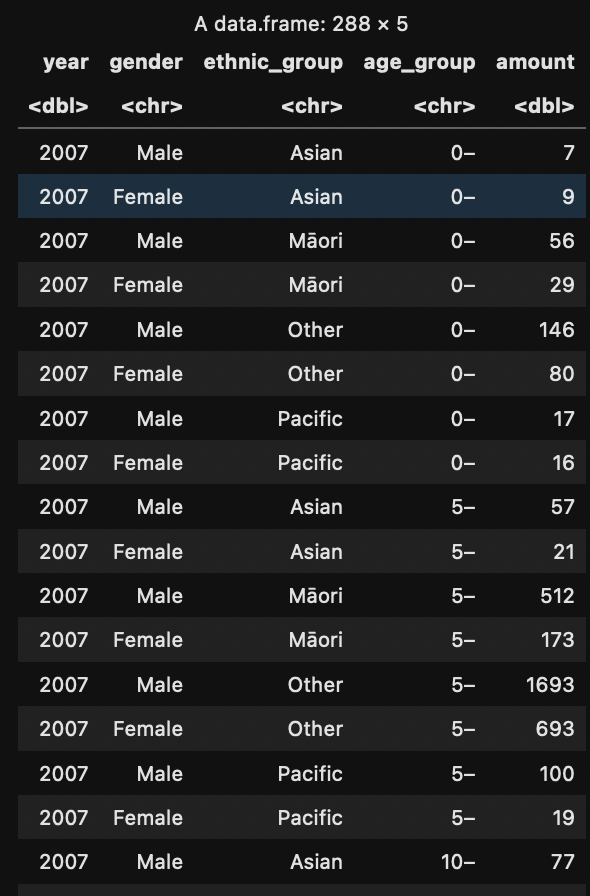 A data.frame: 288 × 5
year gender ethnic_group age_group amount
<dbl> <chr> <chr> <chr> <dbl>
2007 Male Asian 0– 7
2007 Female Asian 0– 9
2007 Male Māori 0– 56
2007 Female Māori 0– 29
2007 Male Other 0– 146
2007 Female Other 0– 80
2007 Male Pacific 0– 17
2007 Female Pacific 0– 16
2007 Male Asian 5– 57
2007 Female Asian 5– 21
2007 Male Māori 5– 512
2007 Female Māori 5– 173
2007 Male Other 5– 1693
2007 Female Other 5– 693
2007 Male Pacific 5– 100
2007 Female Pacific 5– 19
2007 Male Asian 10– 77